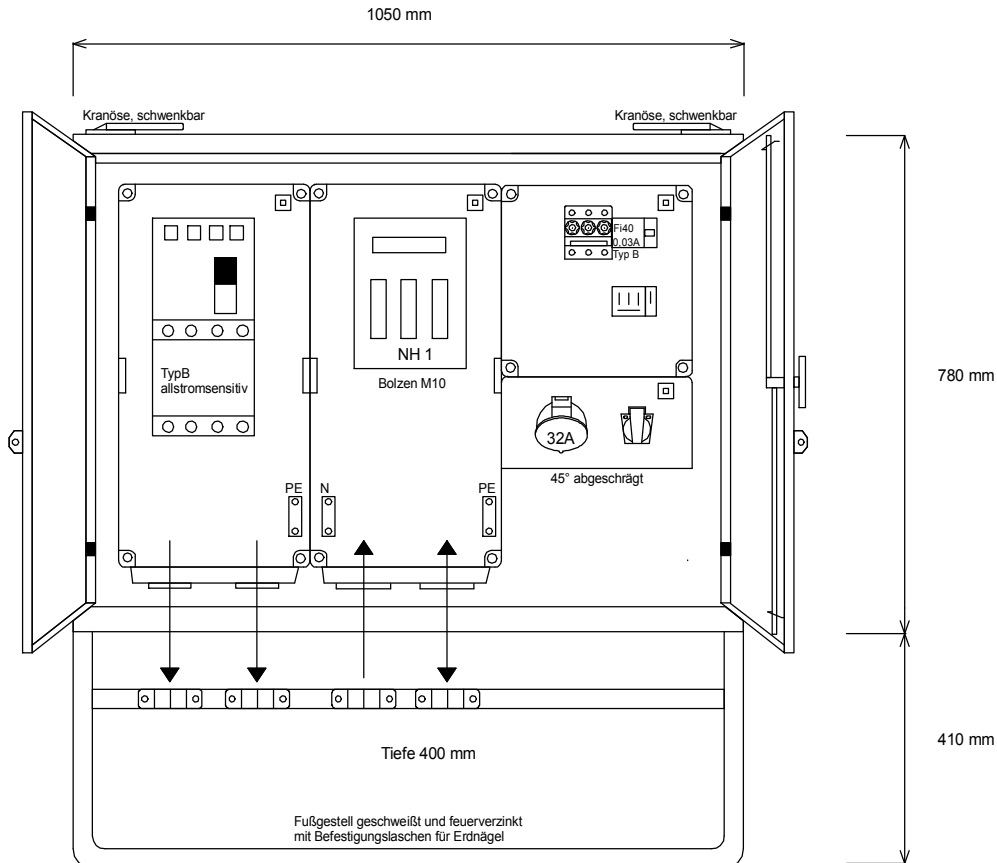 1050 mm
Kranöse, schwenkbar
Kranöse, schwenkbar
Fi40
0,03A
Typ B
NH 1
TypB
allstromsensitiv
Bolzen M10
780 mm
32A
45° abgeschrägt
PE
N
PE
Tiefe 400 mm
410 mm
Fußgestell geschweißt und feuerverzinkt
mit Befestigungslaschen für Erdnägel